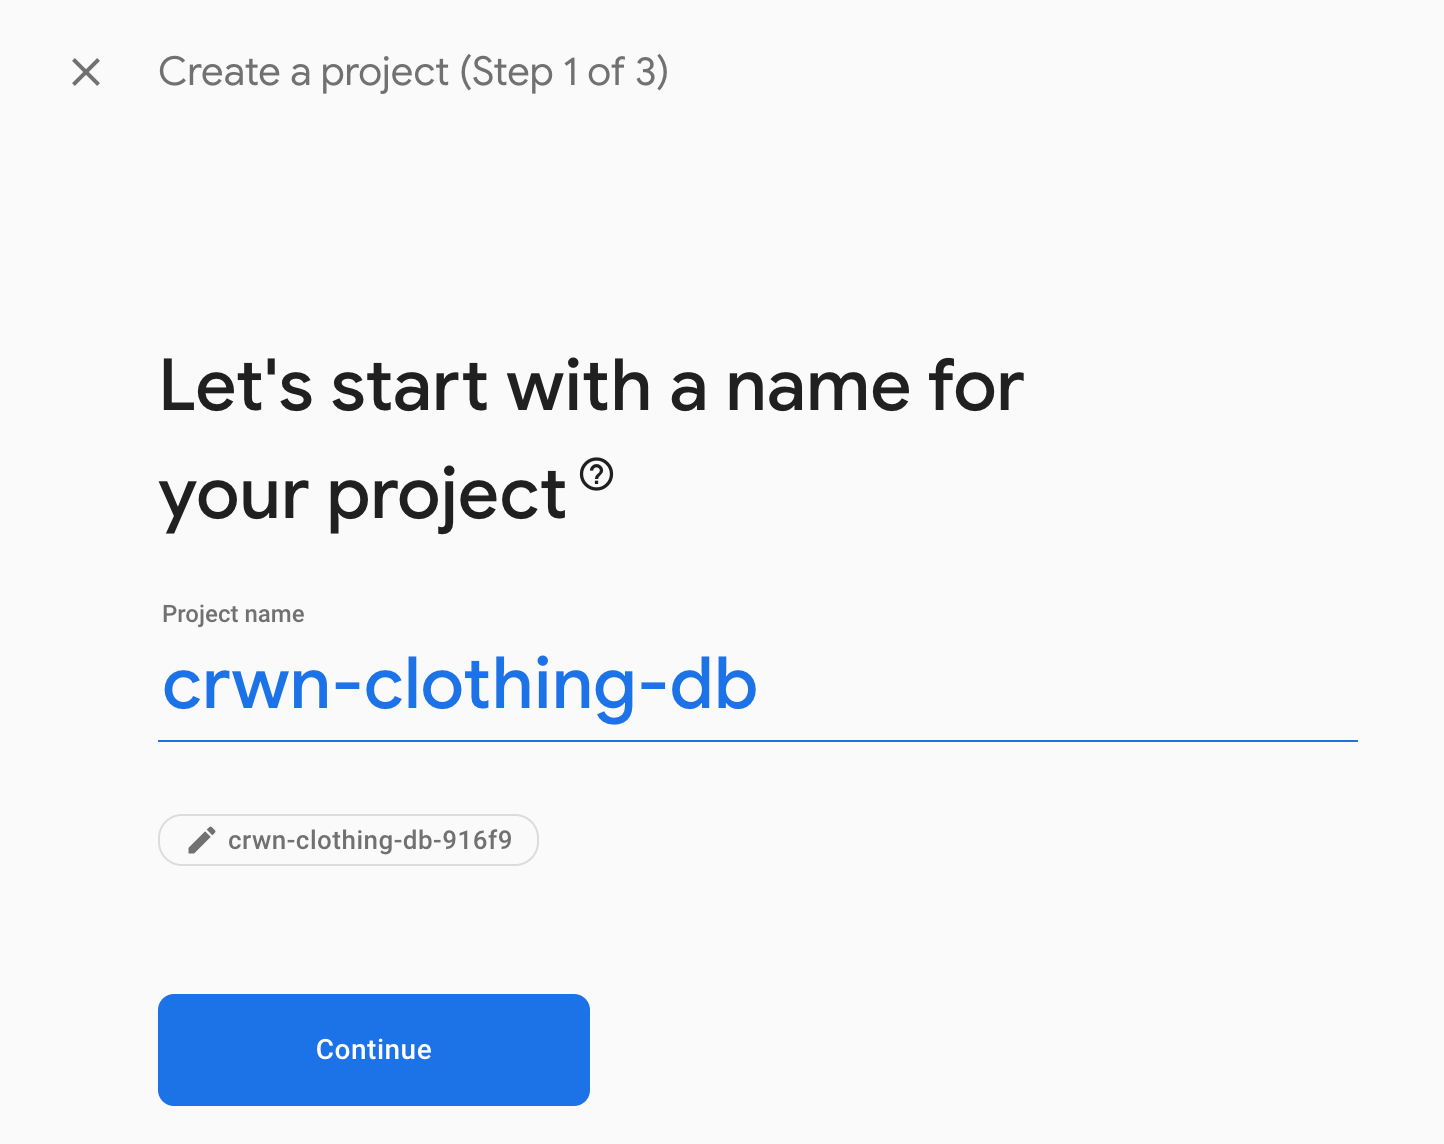 Create a project (Step 1 of 3)
Let's start with a name for
your project
Project name
crwn-clothing-db
crwn-clothing-db-916f9
Continue